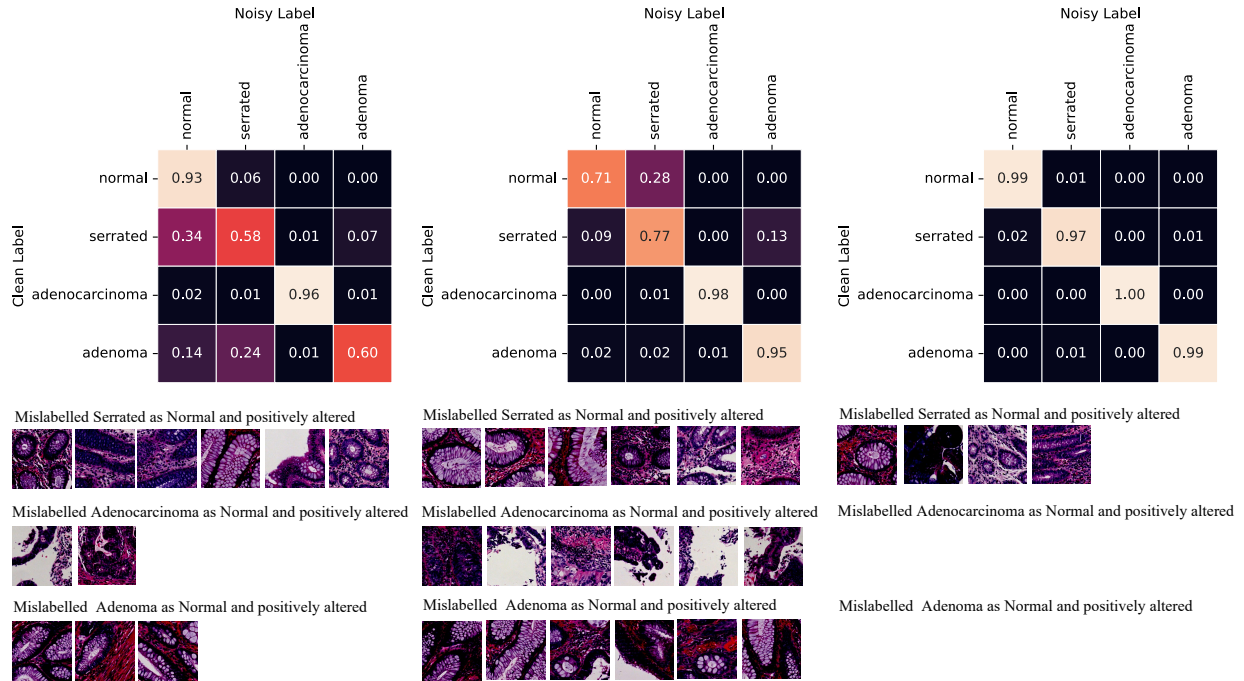 Noisy Label
normal
serrated
adenocarcinoma
adenoma
Clean Label
normal
0.93 0.06 0.00 0.00
serrated
0.34 0.58 0.01 0.07
adenocarcinoma
0.02 0.01 0.96 0.01
adenoma
0.14 0.24 0.01 0.60
Mislabelled Serrated as Normal and positively altered
Mislabelled Adenocarcinoma as Normal and positively altered
Mislabelled Adenoma as Normal and positively altered
Noisy Label
normal
serrated
adenocarcinoma
adenoma
Clean Label
normal
0.71 0.28 0.00 0.00
serrated
0.09 0.77 0.00 0.13
adenocarcinoma
0.00 0.01 0.98 0.00
adenoma
0.02 0.02 0.01 0.95
Mislabelled Serrated as Normal and positively altered
Mislabelled Adenocarcinoma as Normal and positively altered
Mislabelled Adenoma as Normal and positively altered
Noisy Label
normal
serrated
adenocarcinoma
adenoma
Clean Label
normal
0.99 0.01 0.00 0.00
serrated
0.02 0.97 0.00 0.01
adenocarcinoma
0.00 0.00 1.00 0.00
adenoma
0.00 0.01 0.00 0.99
Mislabelled Serrated as Normal and positively altered
Mislabelled Adenocarcinoma as Normal and positively altered
Mislabelled Adenoma as Normal and positively altered